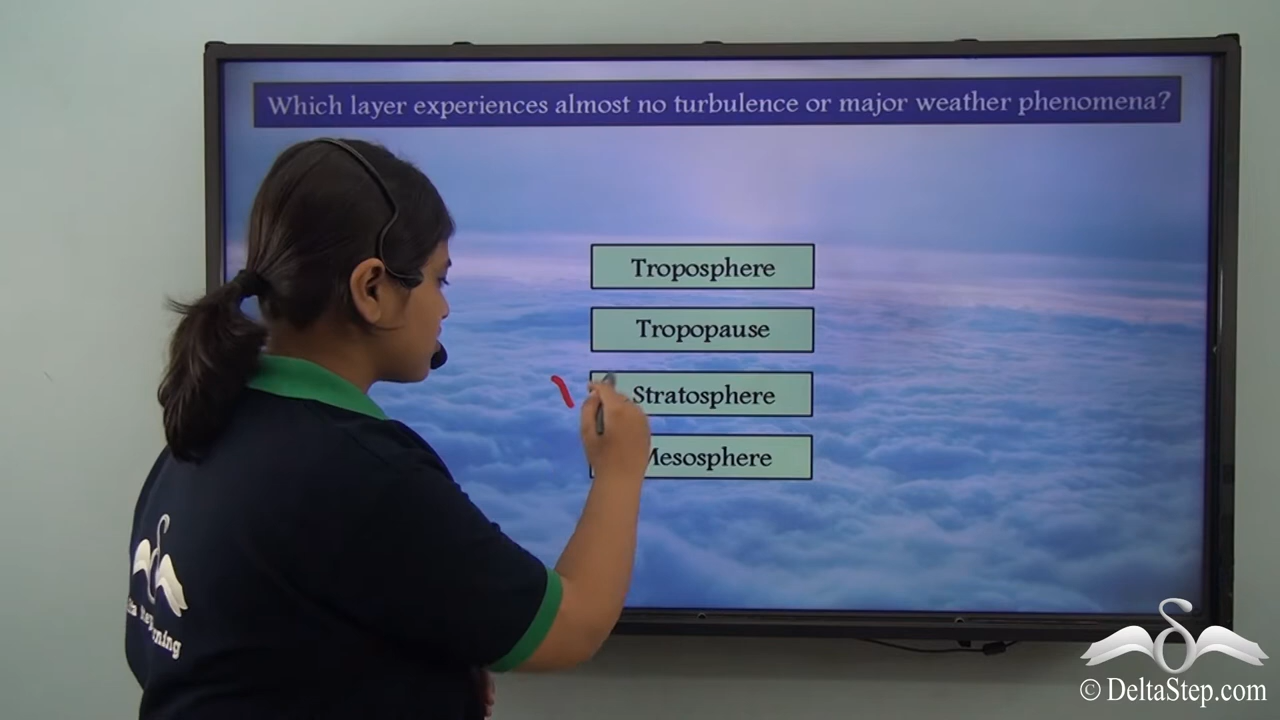 Which layer experiences almost no turbulence or major weather phenomena?
Troposphere
Tropopause
Stratosphere
Mesosphere
© DeltaStep.com